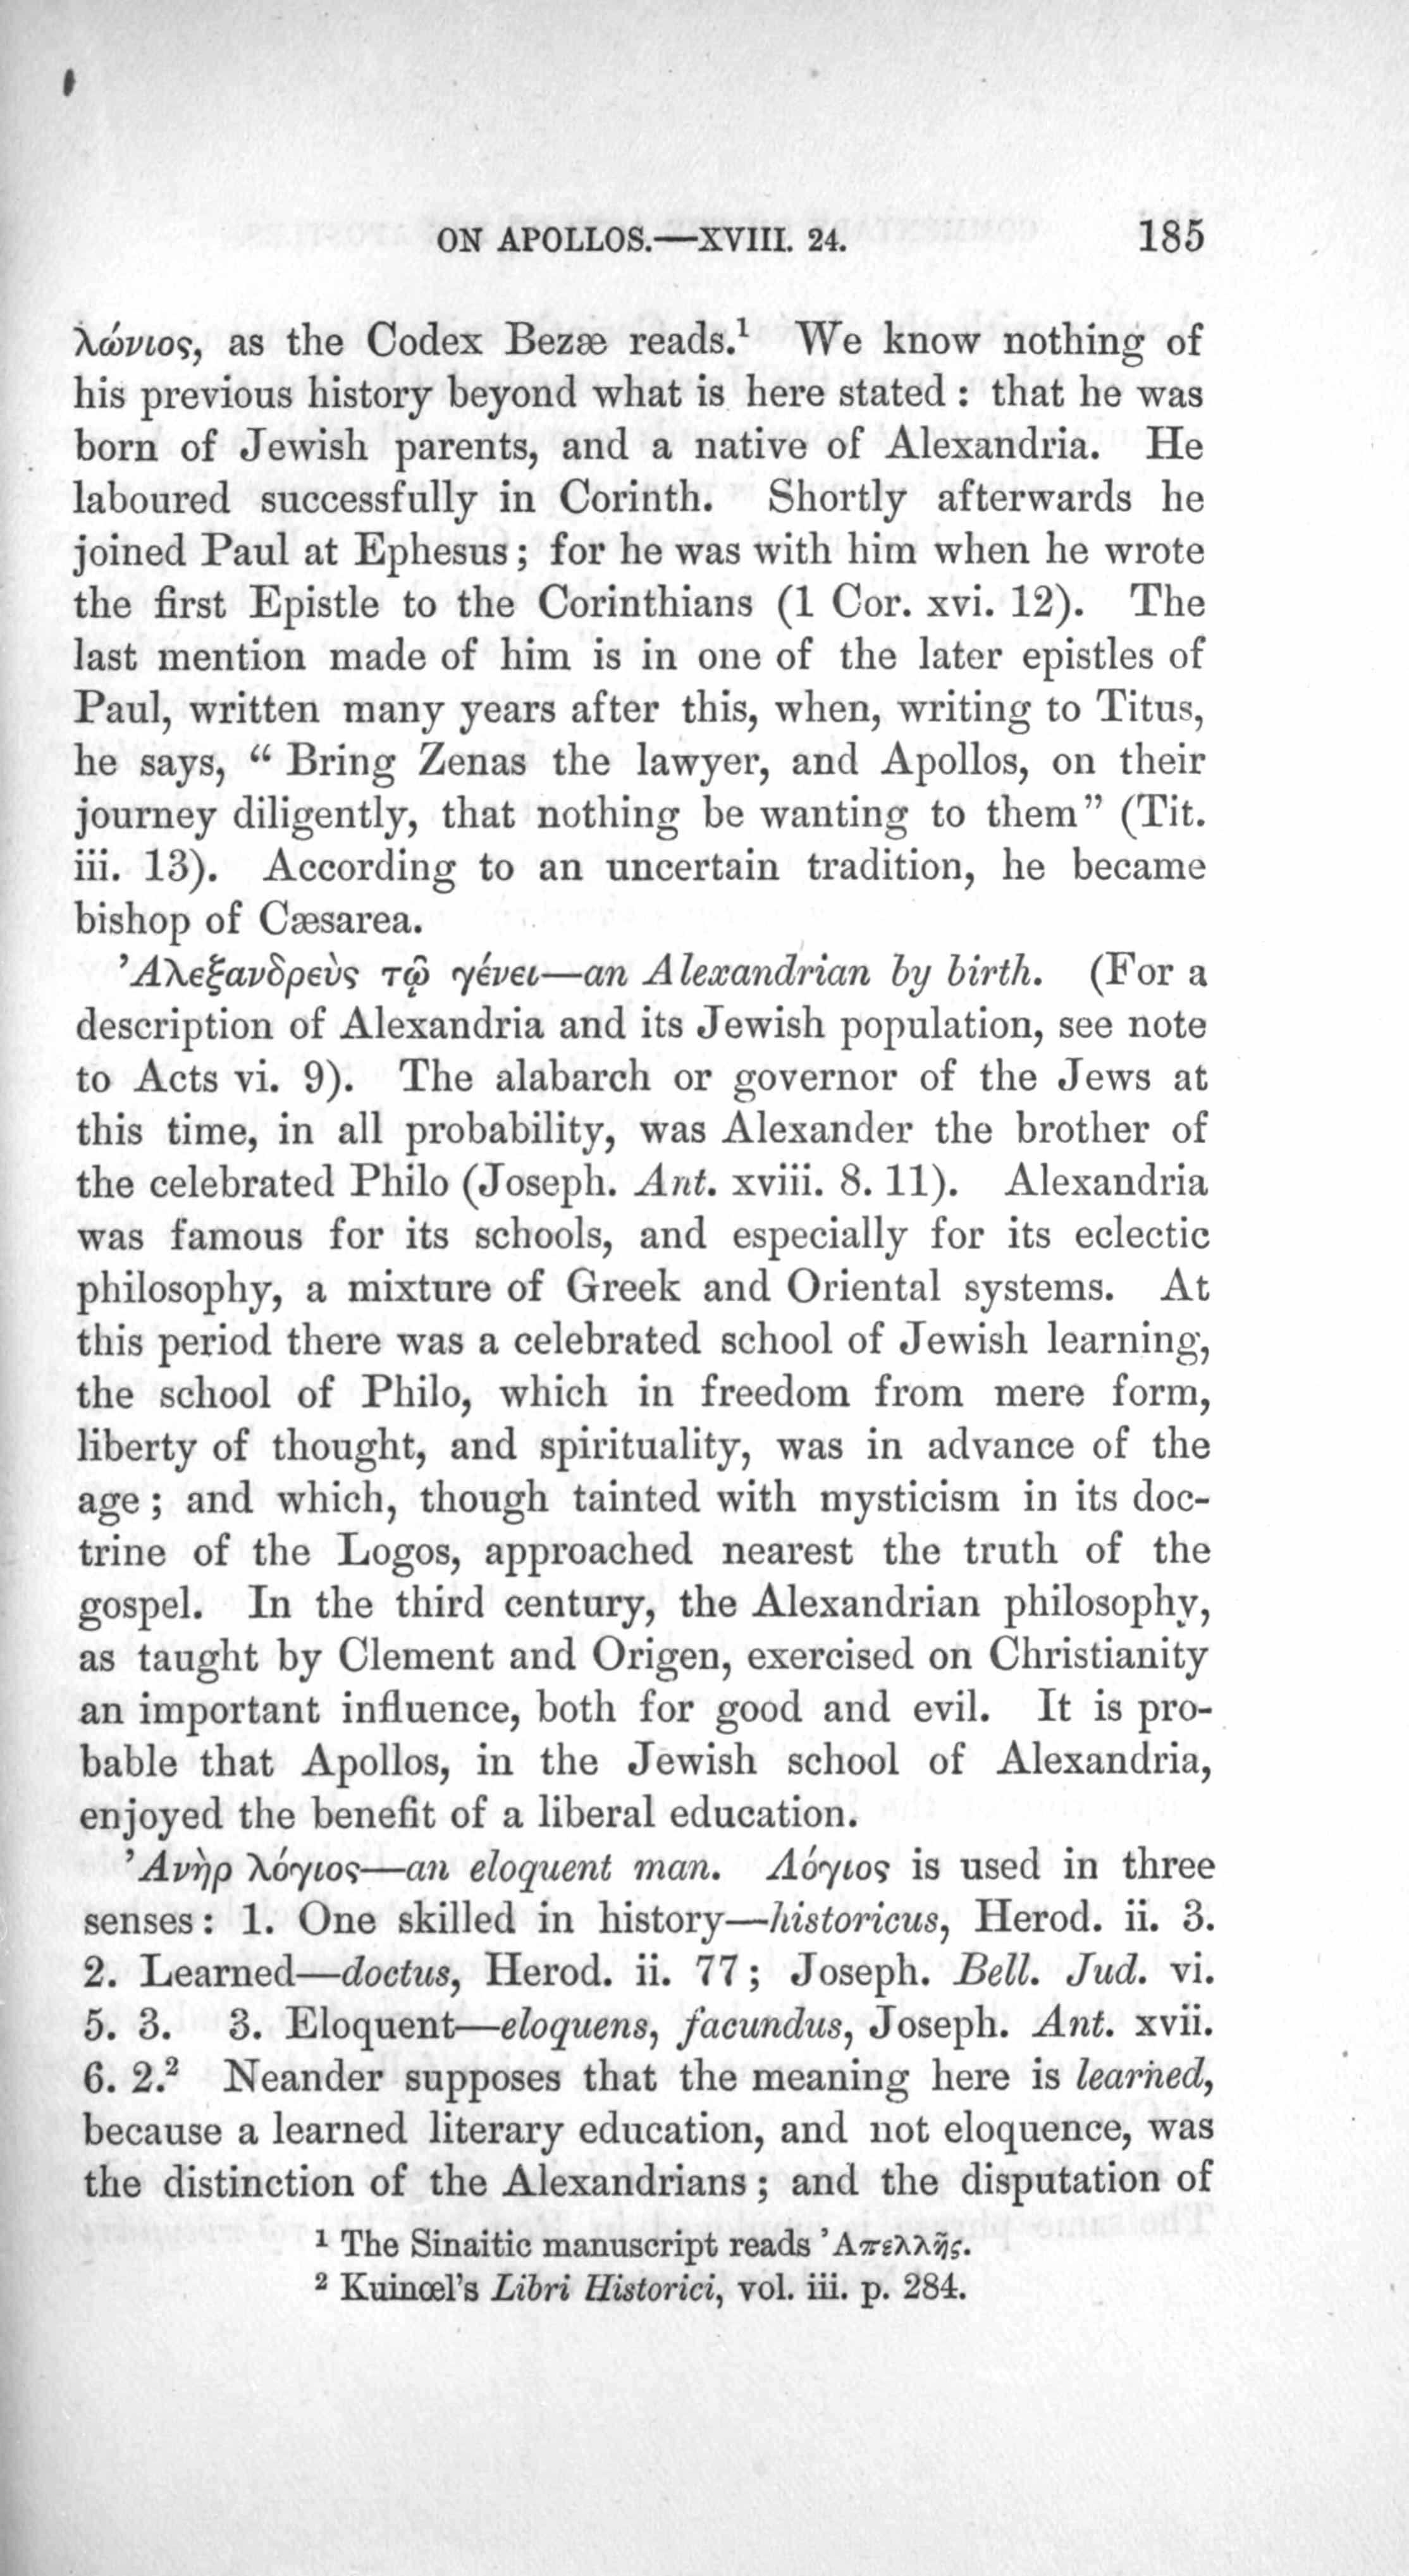 ON APOLLOS.—XVIII. 24. 185
λώνιος, as the Codex Bezæ reads.¹ We know nothing of
his previous history beyond what is here stated : that he was
born of Jewish parents, and a native of Alexandria. He
laboured successfully in Corinth. Shortly afterwards he
joined Paul at Ephesus ; for he was with him when he wrote
the first Epistle to the Corinthians (1 Cor. xvi. 12). The
last mention made of him is in one of the later epistles of
Paul, written many years after this, when, writing to Titus,
he says, “ Bring Zenas the lawyer, and Apollos, on their
journey diligently, that nothing be wanting to them” (Tit.
iii. 13). According to an uncertain tradition, he became
bishop of Cæsarea.
’Αλεξανδρεὺς τῷ γένει—an Alexandrian by birth. (For a
description of Alexandria and its Jewish population, see note
to Acts vi. 9). The alabarch or governor of the Jews at
this time, in all probability, was Alexander the brother of
the celebrated Philo (Joseph. Ant. xviii. 8. 11). Alexandria
was famous for its schools, and especially for its eclectic
philosophy, a mixture of Greek and Oriental systems. At
this period there was a celebrated school of Jewish learning,
the school of Philo, which in freedom from mere form,
liberty of thought, and spirituality, was in advance of the
age ; and which, though tainted with mysticism in its doc-
trine of the Logos, approached nearest the truth of the
gospel. In the third century, the Alexandrian philosophy,
as taught by Clement and Origen, exercised on Christianity
an important influence, both for good and evil. It is pro-
bable that Apollos, in the Jewish school of Alexandria,
enjoyed the benefit of a liberal education.
’Ανὴρ λόγιος—an eloquent man. Λόγιος is used in three
senses : 1. One skilled in history—historicus, Herod. ii. 3.
2. Learned—doctus, Herod. ii. 77 ; Joseph. Bell. Jud. vi.
5. 3. 3. Eloquent—eloquens, facundus, Joseph. Ant. xvii.
6. 2.² Neander supposes that the meaning here is learned,
because a learned literary education, and not eloquence, was
the distinction of the Alexandrians ; and the disputation of
¹ The Sinaitic manuscript reads ’Απελλῆς.
² Kuinœl’s Libri Historici, vol. iii. p. 284.